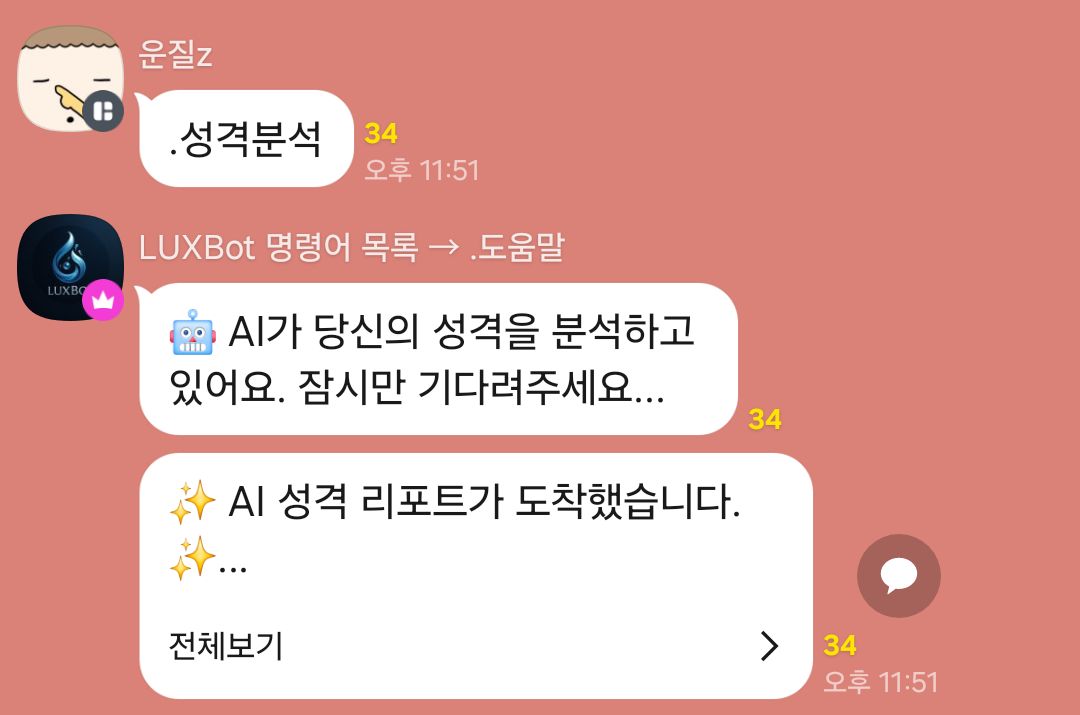 운질z
.성격분석
34
오후 11:51
LUXBot 명령어 목록 → .도움말
🤖 AI가 당신의 성격을 분석하고
있어요. 잠시만 기다려주세요...
34
✨ AI 성격 리포트가 도착했습니다.
✨...
전체보기
34
오후 11:51